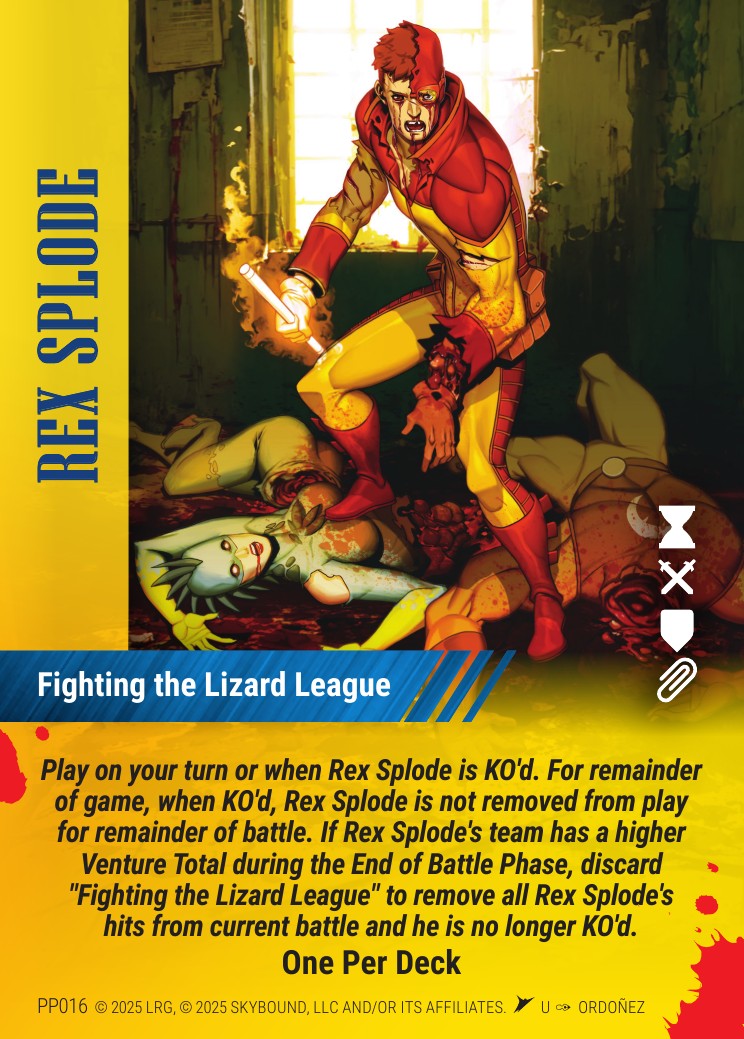 REX SPLODE
Fighting the Lizard League
Play on your turn or when Rex Splode is KO'd. For remainder
of game, when KO'd, Rex Splode is not removed from play
for remainder of battle. If Rex Splode's team has a higher
Venture Total during the End of Battle Phase, discard
"Fighting the Lizard League" to remove all Rex Splode's
hits from current battle and he is no longer KO'd.
One Per Deck
PP016 © 2025 LRG, © 2025 SKYBOUND, LLC AND/OR ITS AFFILIATES. U ORDOÑEZ